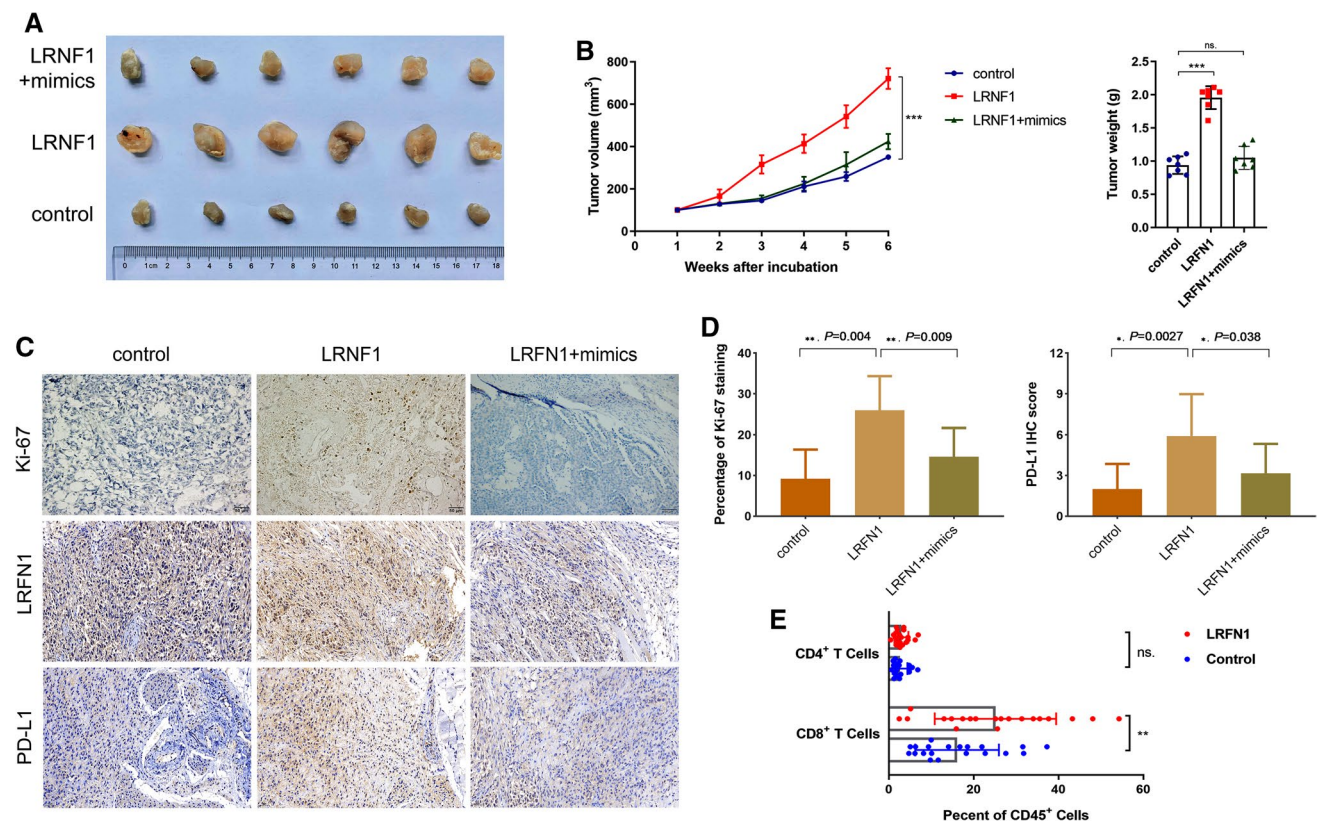 A
LRNF1
+mimics
LRNF1
control
0 1cm 2 3 4 5 6 7 8 9 10 11 12 13 14 15 16 17 18
B
Tumor volume (mm3)
800
600
400
200
0
0 1 2 3 4 5 6
Weeks after incubation
control
LRNF1
LRNF1+mimics
***
Tumor weight (g)
2.5
2.0
1.5
1.0
0.5
0.0
ns.
***
control
LRFN1
LRFN1+mimics
C
control LRNF1 LRFN1+mimics
Ki-67
LRFN1
PD-L1
D
Percentage of Ki-67 staining
40
30
20
10
0
**. P=0.004 **. P=0.009
control
LRFN1
LRFN1+mimics
PD-L1 IHC score
12
9
6
3
0
*. P=0.0027 *. P=0.038
control
LRFN1
LRFN1+mimics
E
CD4+ T Cells
CD8+ T Cells
ns.
**
LRFN1
Control
0 20 40 60
Pecent of CD45+ Cells